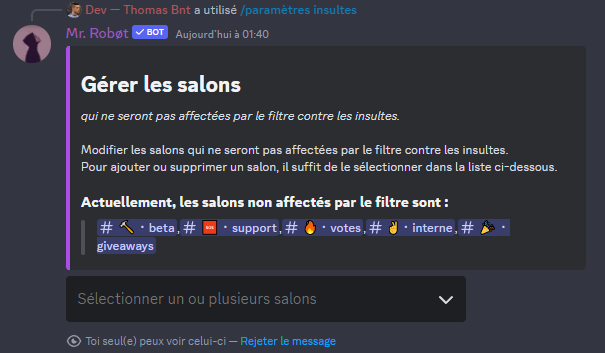 Dev — Thomas Bnt a utilisé /paramètres insultes
Mr. Robøt ✓ BOT Aujourd'hui à 01:40
Gérer les salons
qui ne seront pas affectées par le filtre contre les insultes.
Modifier les salons qui ne seront pas affectées par le filtre contre les insultes.
Pour ajouter ou supprimer un salon, il suffit de le sélectionner dans la liste ci-dessous.
Actuellement, les salons non affectés par le filtre sont :
# 🔨・beta,# 🆘・support,# 🔥・votes,# ✌・interne,# 🎉・
giveaways
Sélectionner un ou plusieurs salons
Toi seul(e) peux voir celui-ci — Rejeter le message